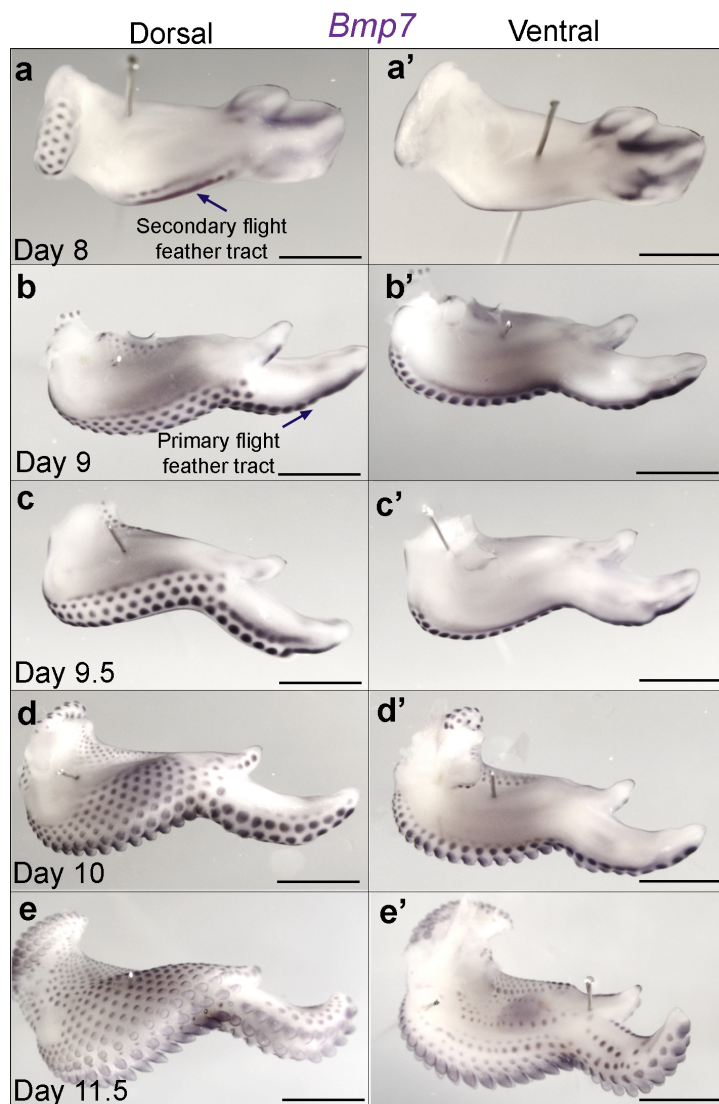 Dorsal
Bmp7
Ventral
a
a’
Secondary flight
feather tract
Day 8
b
b’
Primary flight
feather tract
Day 9
c
c’
Day 9.5
d
d’
Day 10
e
e’
Day 11.5